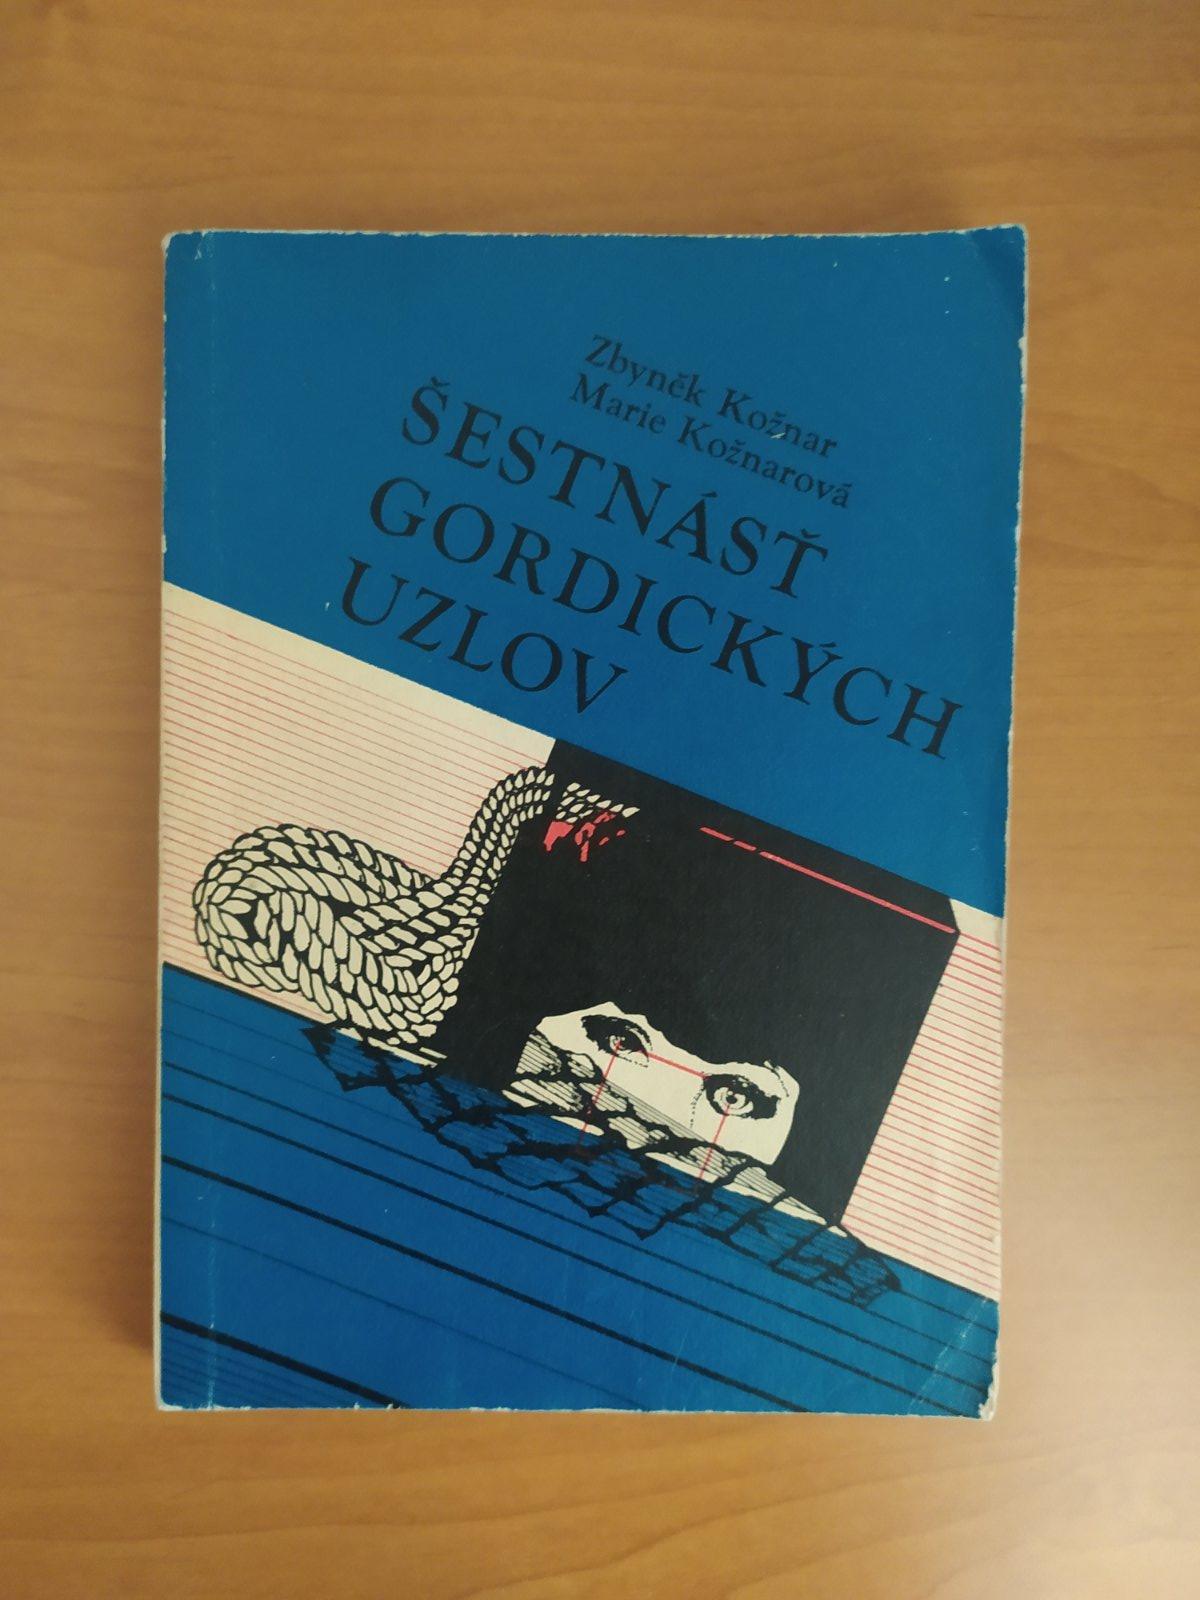 Zbyněk Kožnar
Marie Kožnarová
ŠESTNÁSŤ
GORDICKÝCH
UZLOV